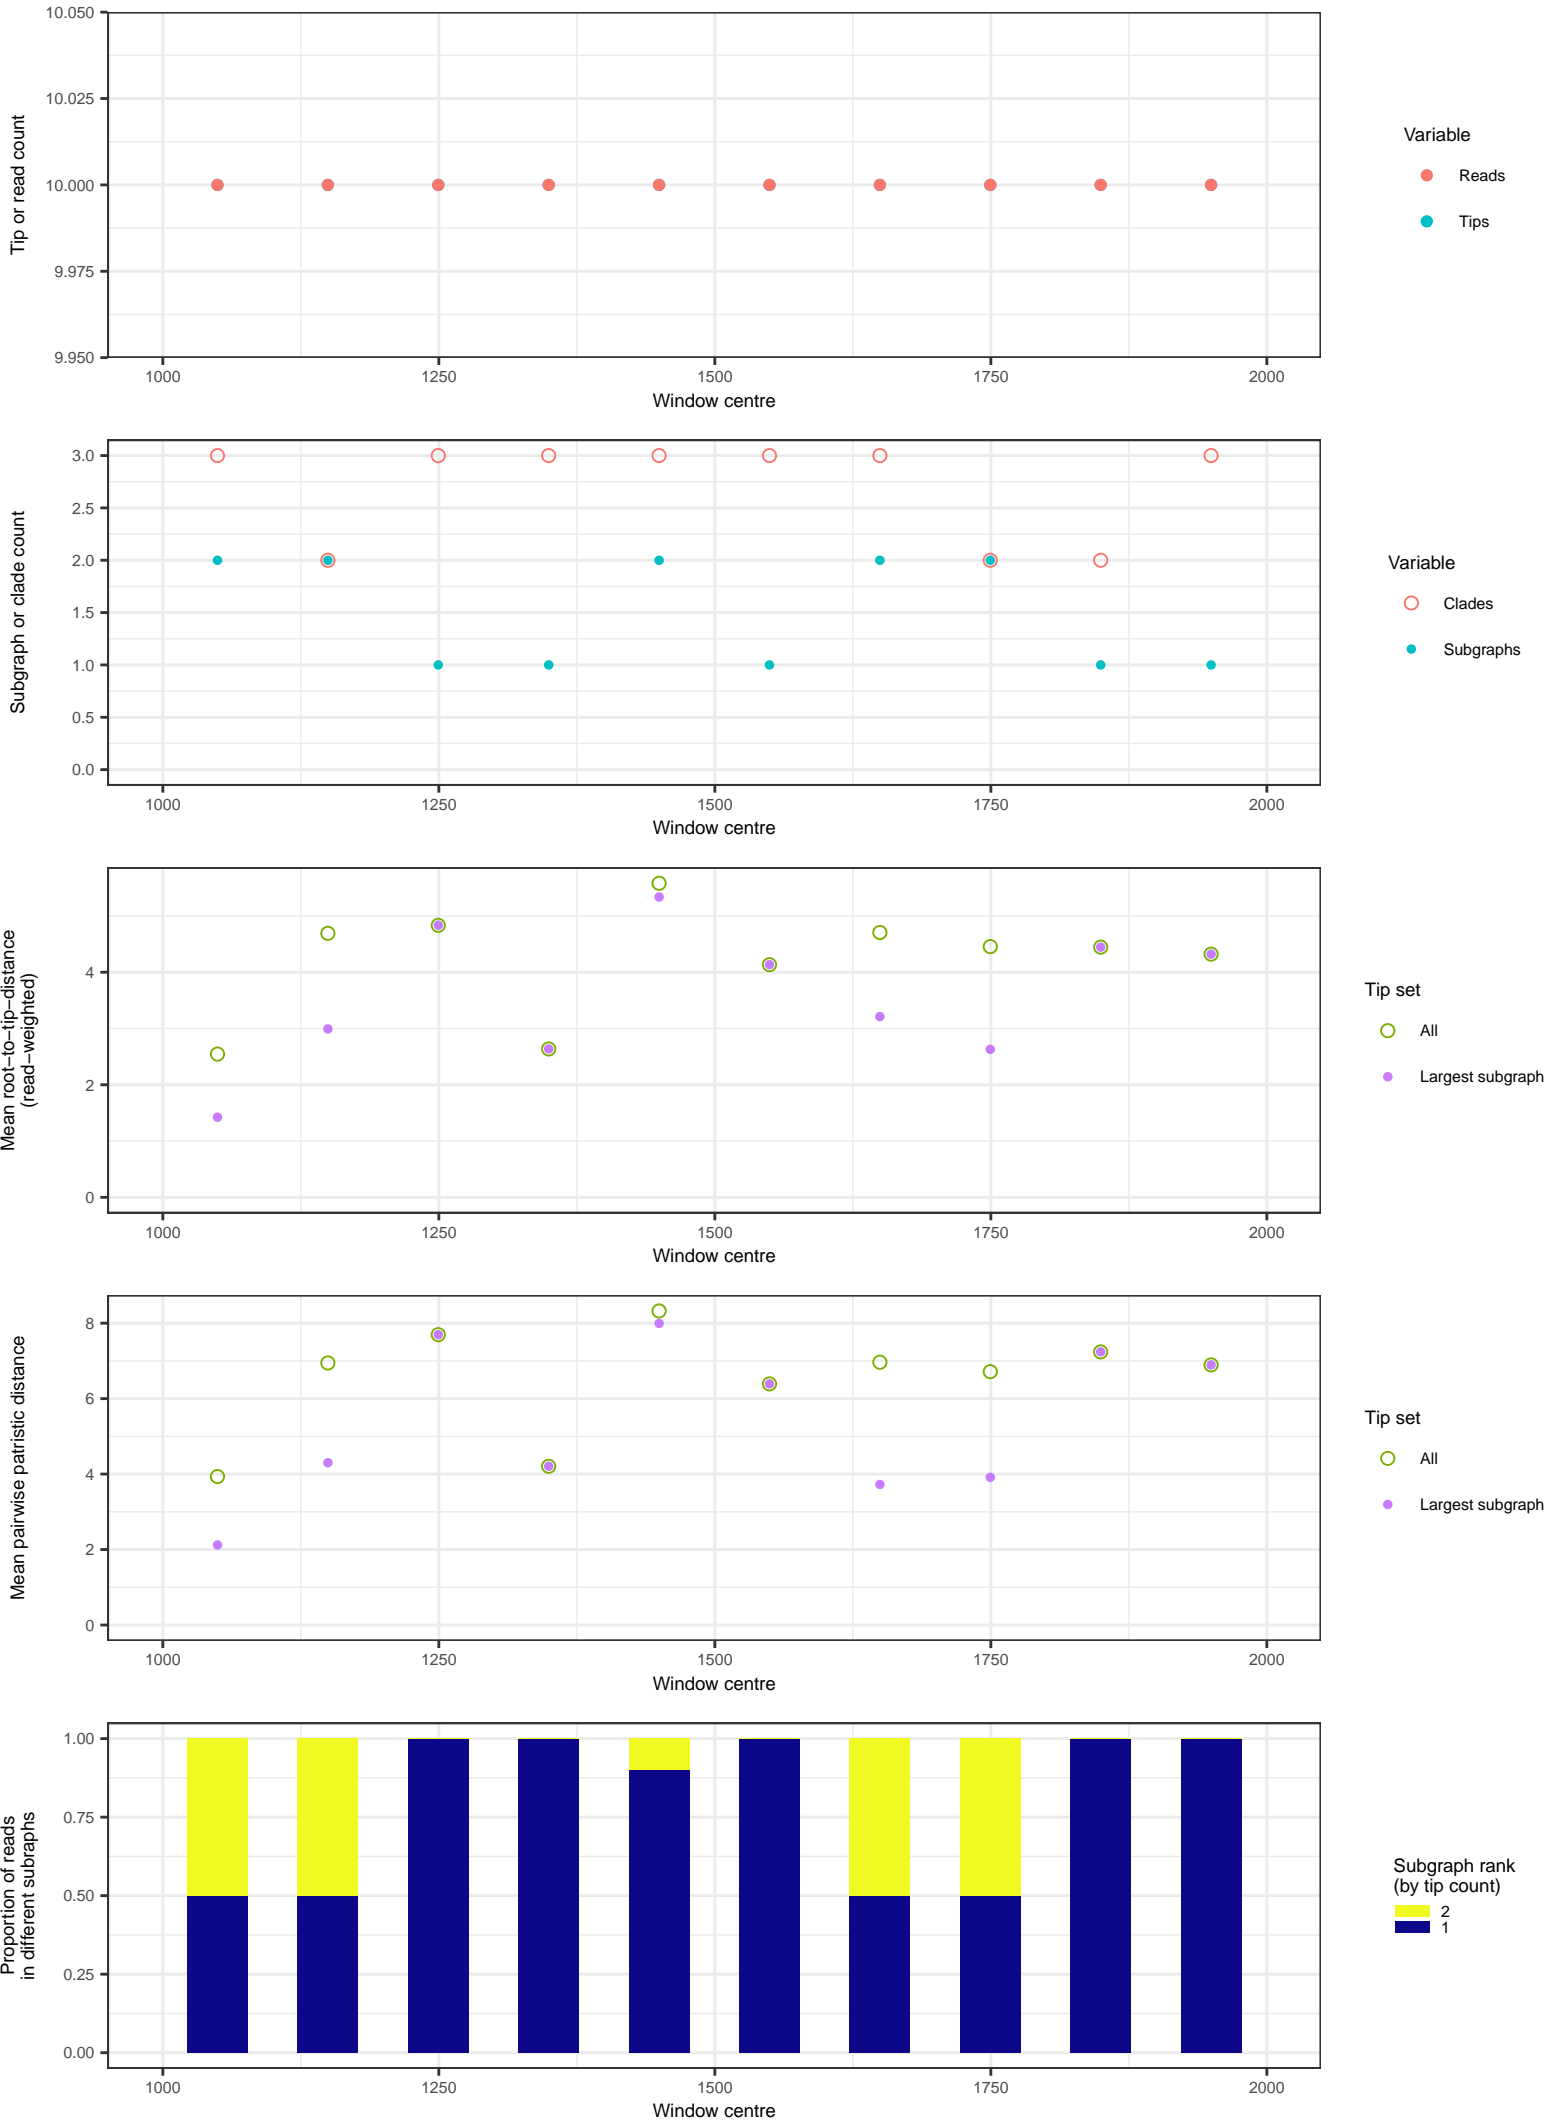 10.050
10.025
10.000
9.975
9.950
Tip or read count
1000 1250 1500 1750 2000
Window centre
Variable
Reads
Tips
3.0
2.5
2.0
1.5
1.0
0.5
0.0
Subgraph or clade count
1000 1250 1500 1750 2000
Window centre
Variable
Clades
Subgraphs
4
2
0
Mean root−to−tip−distance
(read−weighted)
1000 1250 1500 1750 2000
Window centre
Tip set
All
Largest subgraph
8
6
4
2
0
Mean pairwise patristic distance
1000 1250 1500 1750 2000
Window centre
Tip set
All
Largest subgraph
1.00
0.75
0.50
0.25
0.00
Proportion of reads
in different subraphs
1000 1250 1500 1750 2000
Window centre
Subgraph rank
(by tip count)
2
1